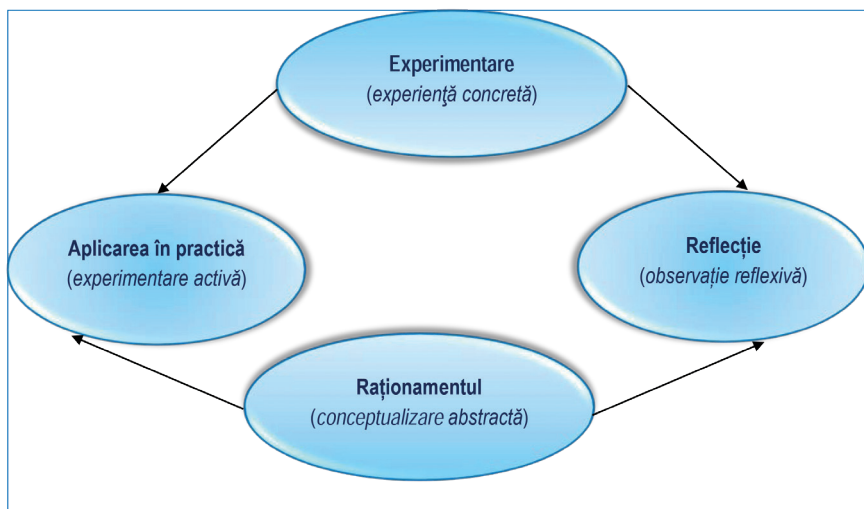 Experimentare
(experienţă concretă)
Aplicarea în practică
(experimentare activă)
Reflecție
(observație reflexivă)
Raționamentul
(conceptualizare abstractă)